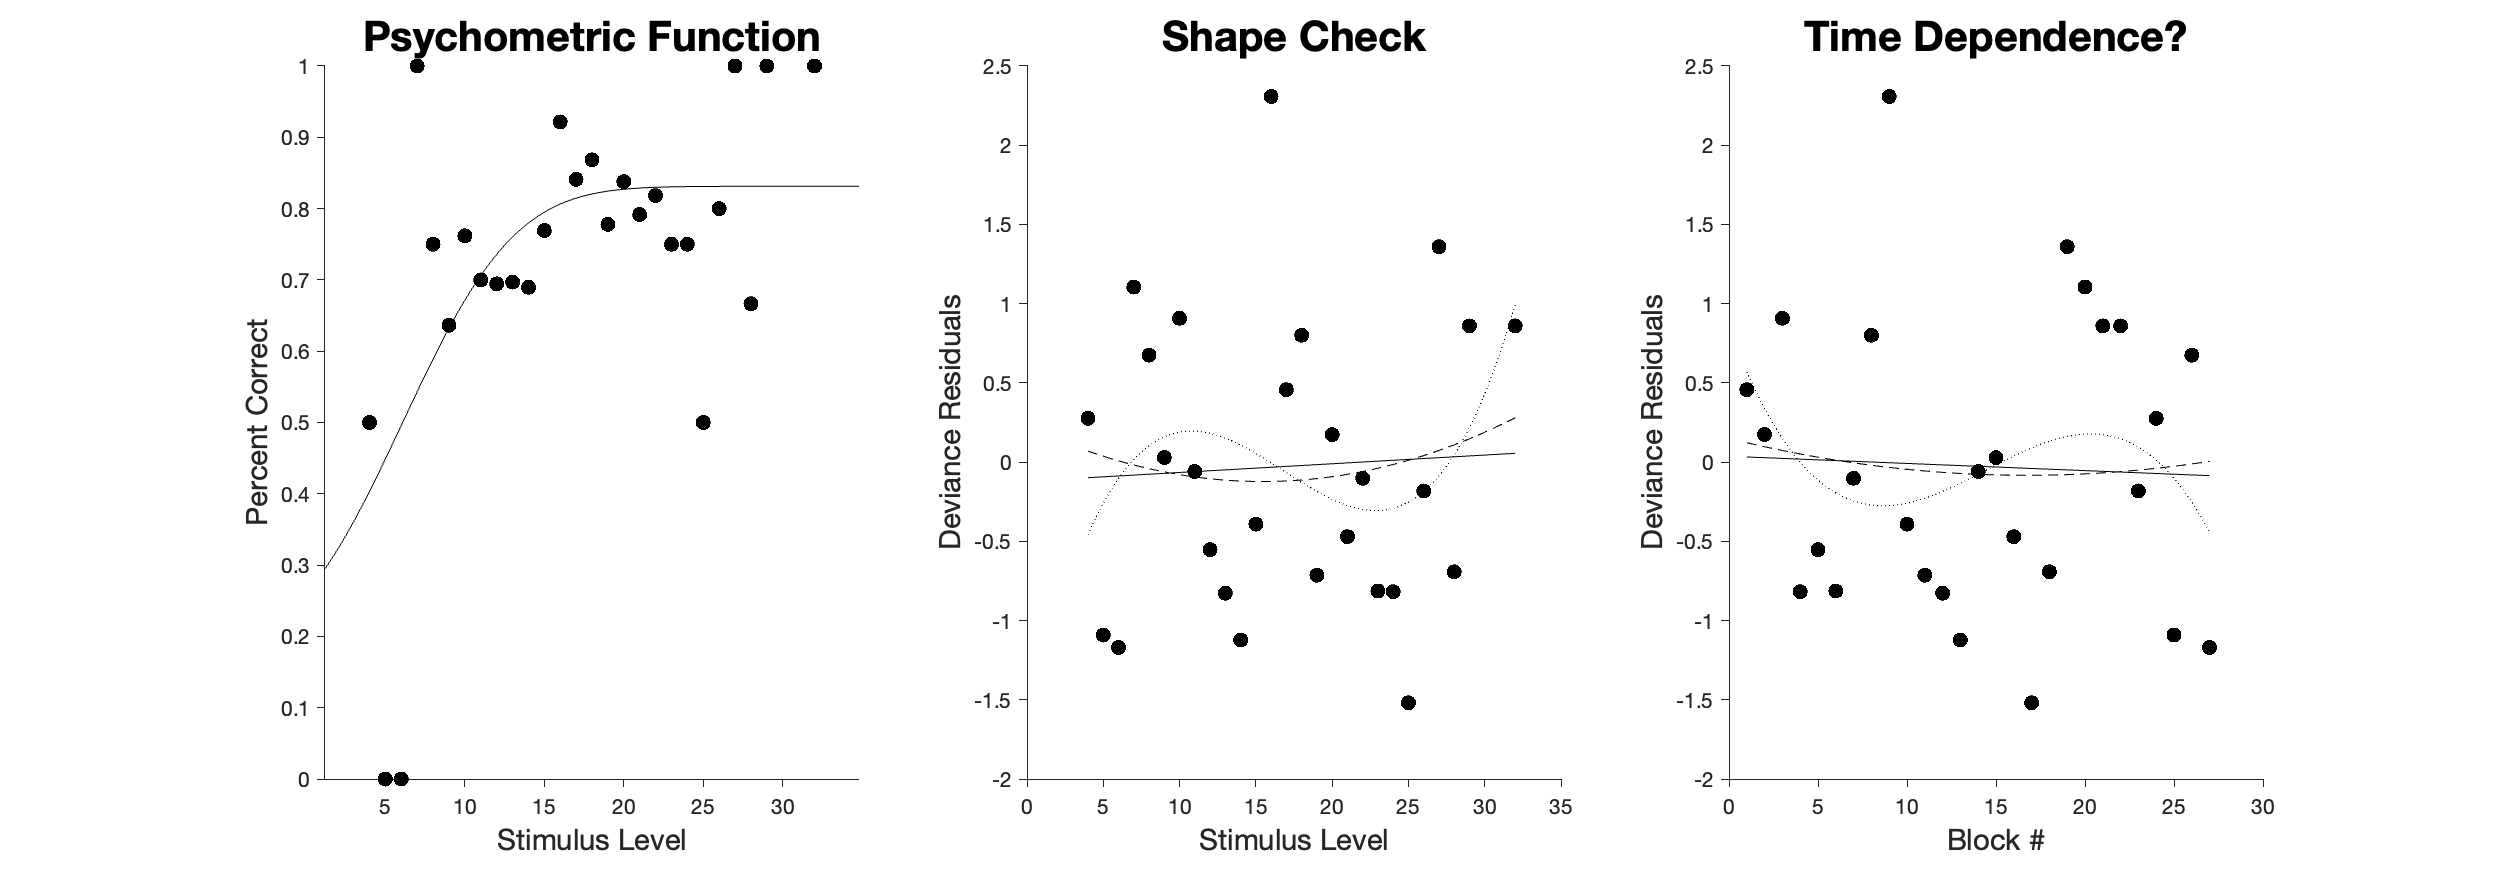 Psychometric Function
Percent Correct
1
0.9
0.8
0.7
0.6
0.5
0.4
0.3
0.2
0.1
0
5 10 15 20 25 30
Stimulus Level
Shape Check
Deviance Residuals
2.5
2
1.5
1
0.5
0
-0.5
-1
-1.5
-2
0 5 10 15 20 25 30 35
Stimulus Level
Time Dependence?
Deviance Residuals
2.5
2
1.5
1
0.5
0
-0.5
-1
-1.5
-2
0 5 10 15 20 25 30
Block #